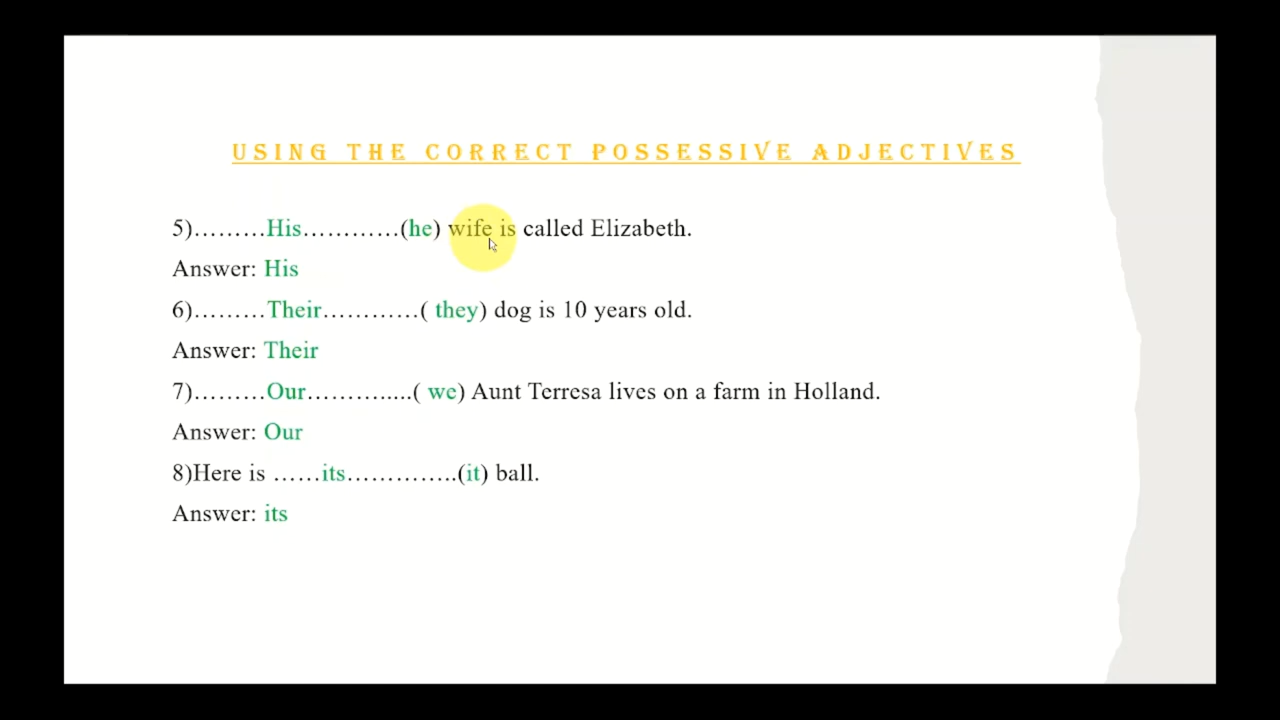 USING THE CORRECT POSSESSIVE ADJECTIVES
5)………His…………(he) wife is called Elizabeth.
Answer: His
6)………Their…………( they) dog is 10 years old.
Answer: Their
7)………Our………......( we) Aunt Terresa lives on a farm in Holland.
Answer: Our
8)Here is ……its…………..(it) ball.
Answer: its